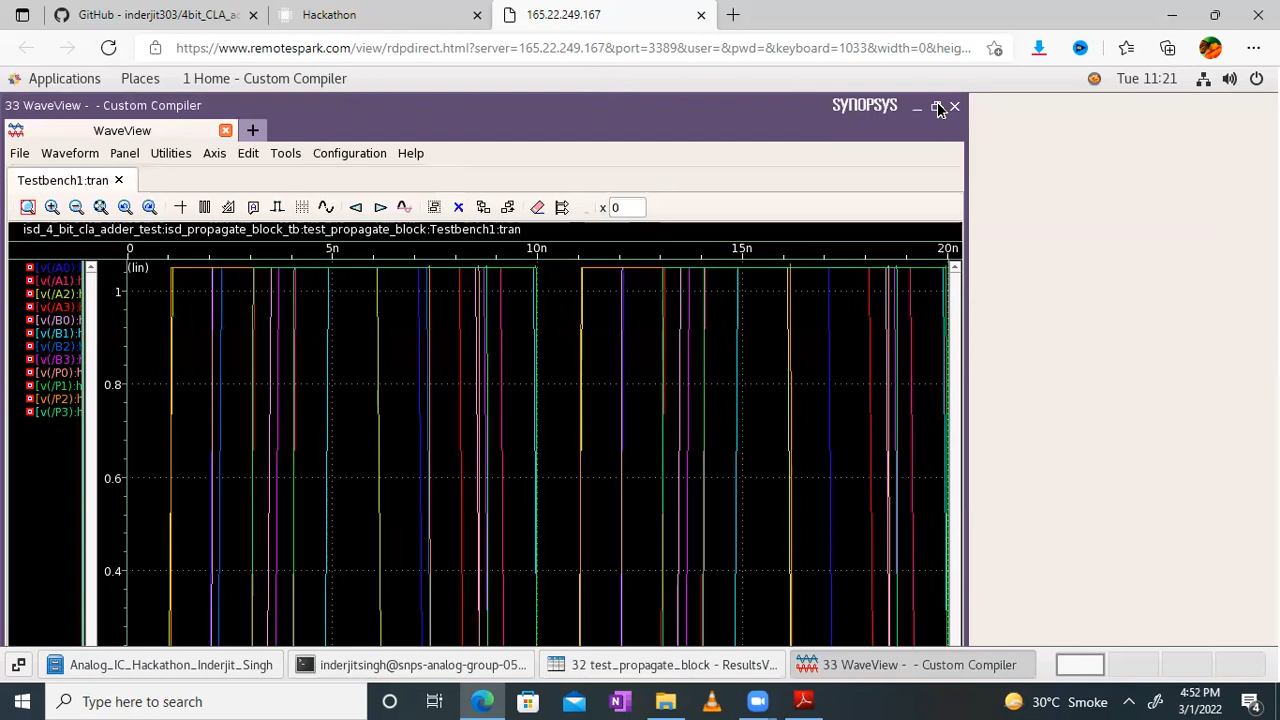 GitHub - inderjit303/4bit_CLA_a
Hackathon
165.22.249.167
https://www.remotespark.com/view/rdpdirect.html?server=165.22.249.167&port=3389&user=&pwd=&keyboard=1033&width=0&heig...
Applications Places 1 Home - Custom Compiler Tue 11:21
33 WaveView - - Custom Compiler SYNOPSYS
WaveView
File Waveform Panel Utilities Axis Edit Tools Configuration Help
Testbench1:tran
x 0
isd_4_bit_cla_adder_test:isd_propagate_block_tb:test_propagate_block:Testbench1:tran
0 5n 10n 15n 20n
(lin)
[v(/A0):h
[v(/A1):h
[v(/A2):h
[v(/A3):h
[v(/B0):h
[v(/B1):h
[v(/B2):h
[v(/B3):h
[v(/P0):h
[v(/P1):h
[v(/P2):h
[v(/P3):h
1
0.8
0.6
0.4
Analog_IC_Hackathon_Inderjit_Singh inderjitsingh@snps-analog-group-05... 32 test_propagate_block - ResultsV... 33 WaveView - - Custom Compiler
Type here to search 30°C Smoke 4:52 PM
3/1/2022
4